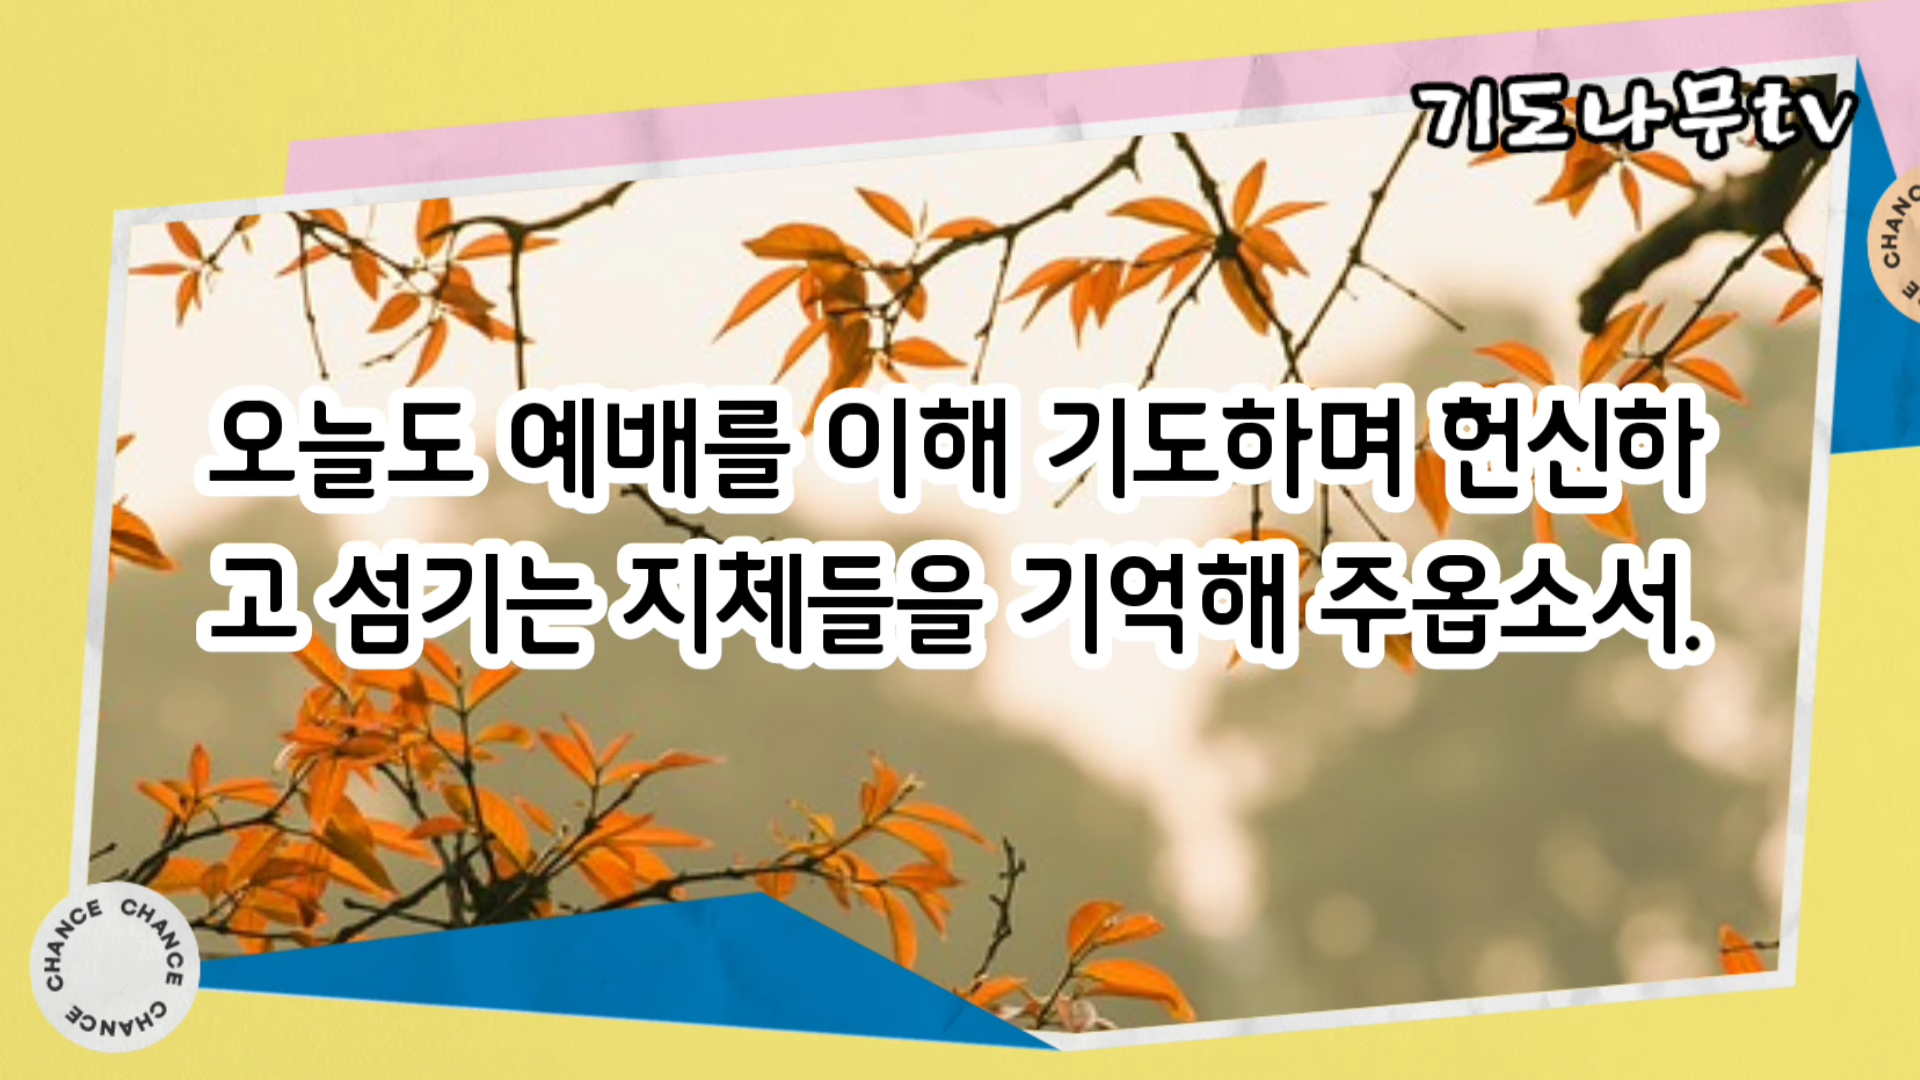 기도나무tv
오늘도 예배를 이해 기도하며 헌신하
고 섬기는 지체들을 기억해 주옵소서.
CHANCE CHANCE CHANCE
CHANC
E